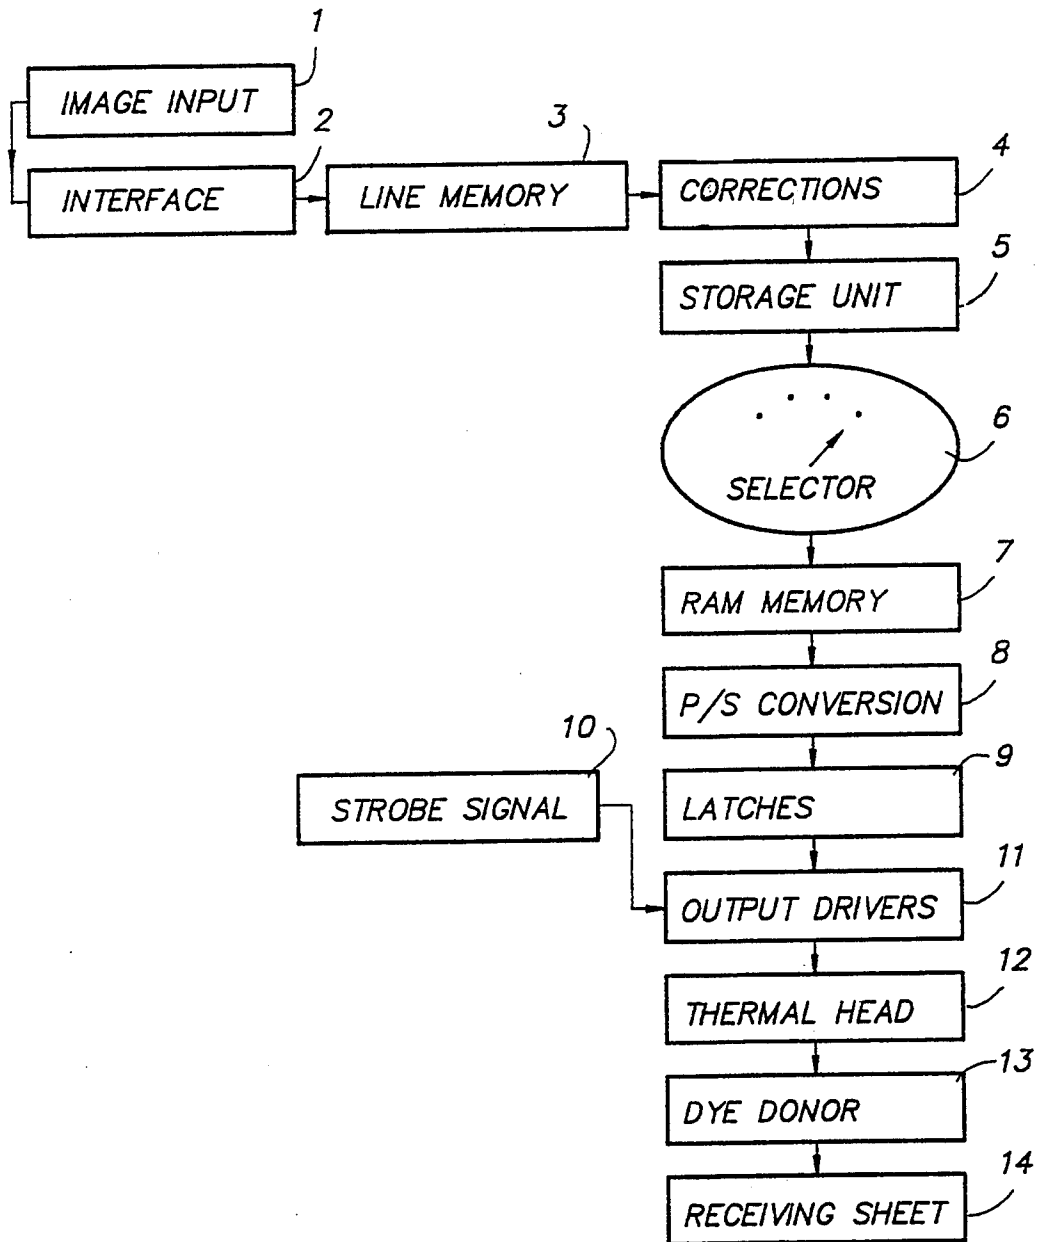 1
IMAGE INPUT
2
INTERFACE
3
LINE MEMORY
4
CORRECTIONS
5
STORAGE UNIT
6
SELECTOR
7
RAM MEMORY
8
P/S CONVERSION
9
LATCHES
10
STROBE SIGNAL
11
OUTPUT DRIVERS
12
THERMAL HEAD
13
DYE DONOR
14
RECEIVING SHEET